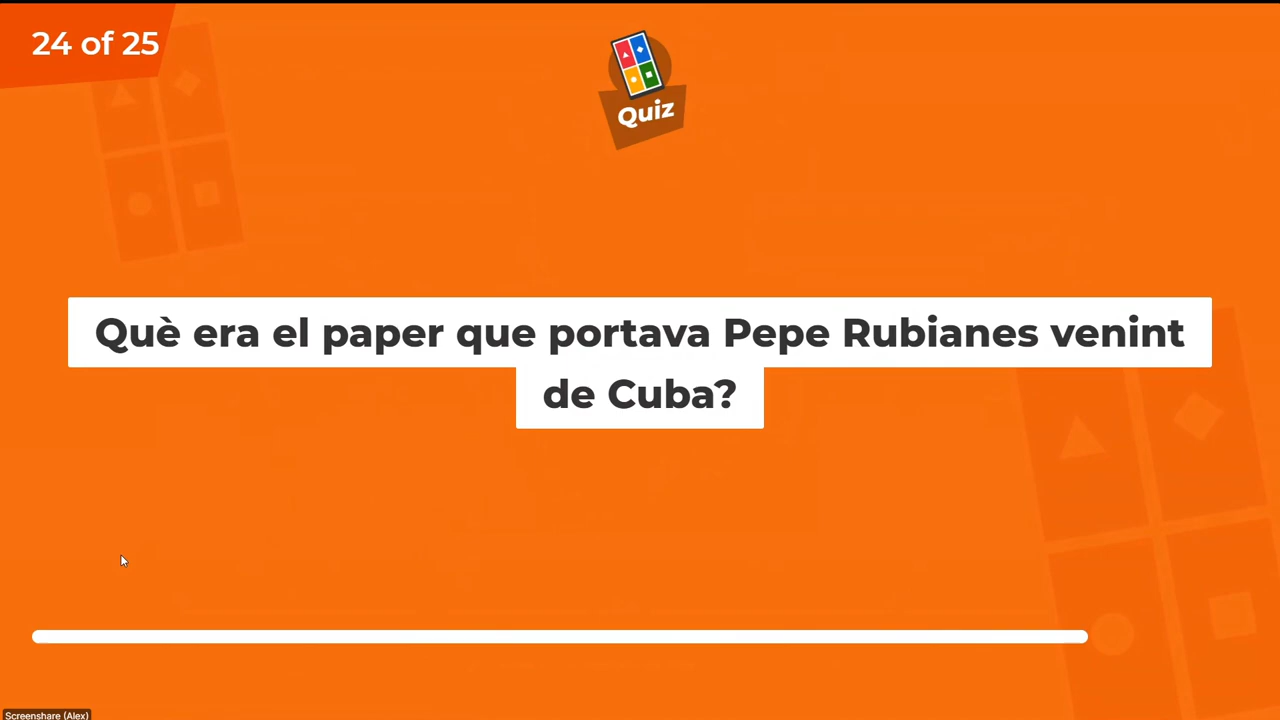 24 of 25
Quiz
Què era el paper que portava Pepe Rubianes venint
de Cuba?
Screenshare (Alex)